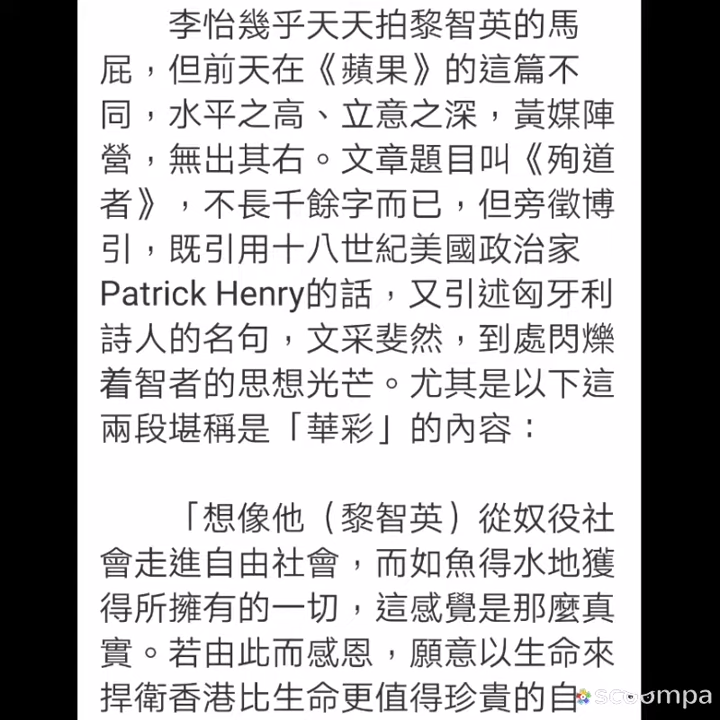 李怡幾乎天天拍黎智英的馬
屁，但前天在《蘋果》的這篇不
同，水平之高、立意之深，黃媒陣
營，無出其右。文章題目叫《殉道
者》，不長千餘字而已，但旁徵博
引，既引用十八世紀美國政治家
Patrick Henry的話，又引述匈牙利
詩人的名句，文采斐然，到處閃爍
着智者的思想光芒。尤其是以下這
兩段堪稱是「華彩」的內容：
「想像他（黎智英）從奴役社
會走進自由社會，而如魚得水地獲
得所擁有的一切，這感覺是那麼真
實。若由此而感恩，願意以生命來
捍衛香港比生命更值得珍貴的自
scoompa